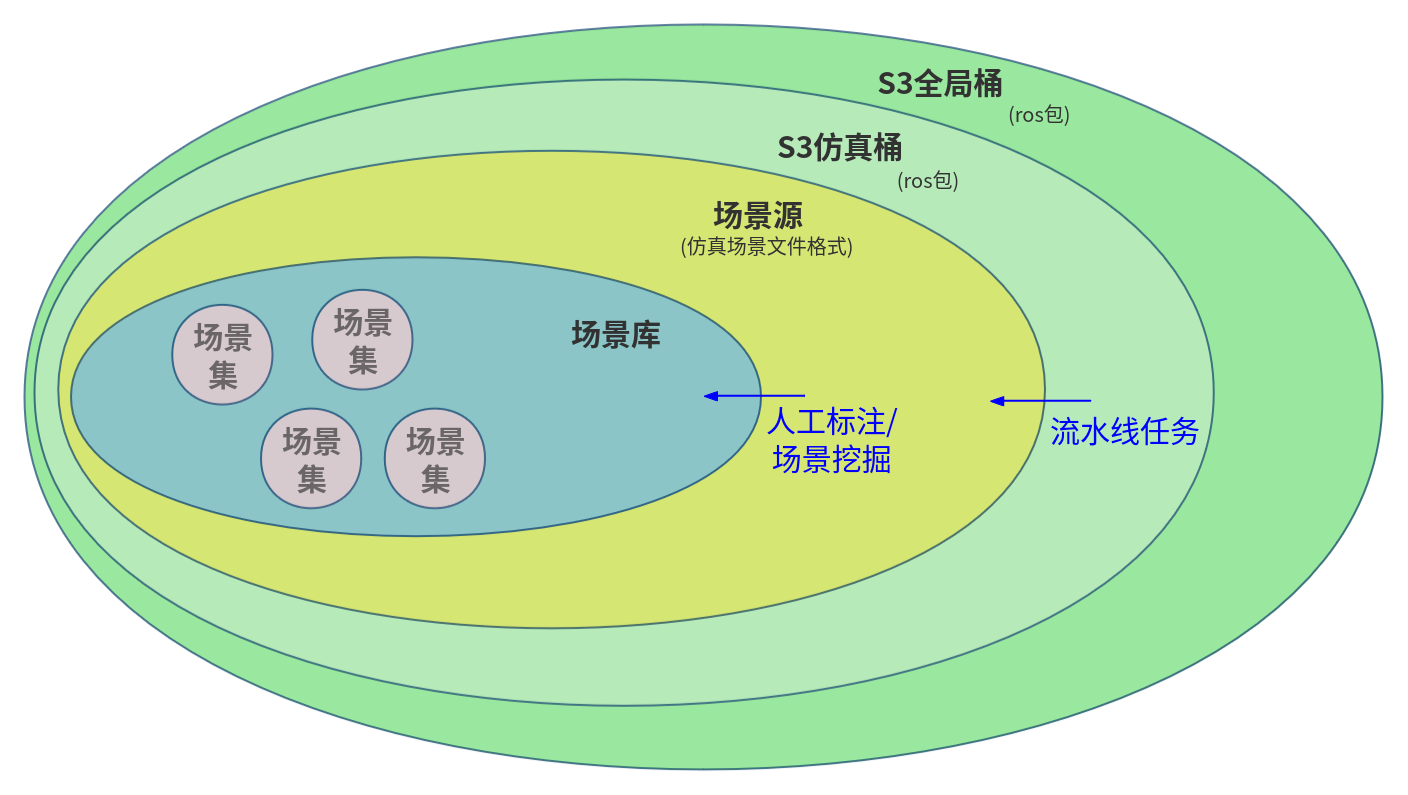 S3全局桶
(ros包)
S3仿真桶
(ros包)
场景源
(仿真场景文件格式)
场景库
场景
集
场景
集
场景
集
场景
集
人工标注/
场景挖掘
流水线任务